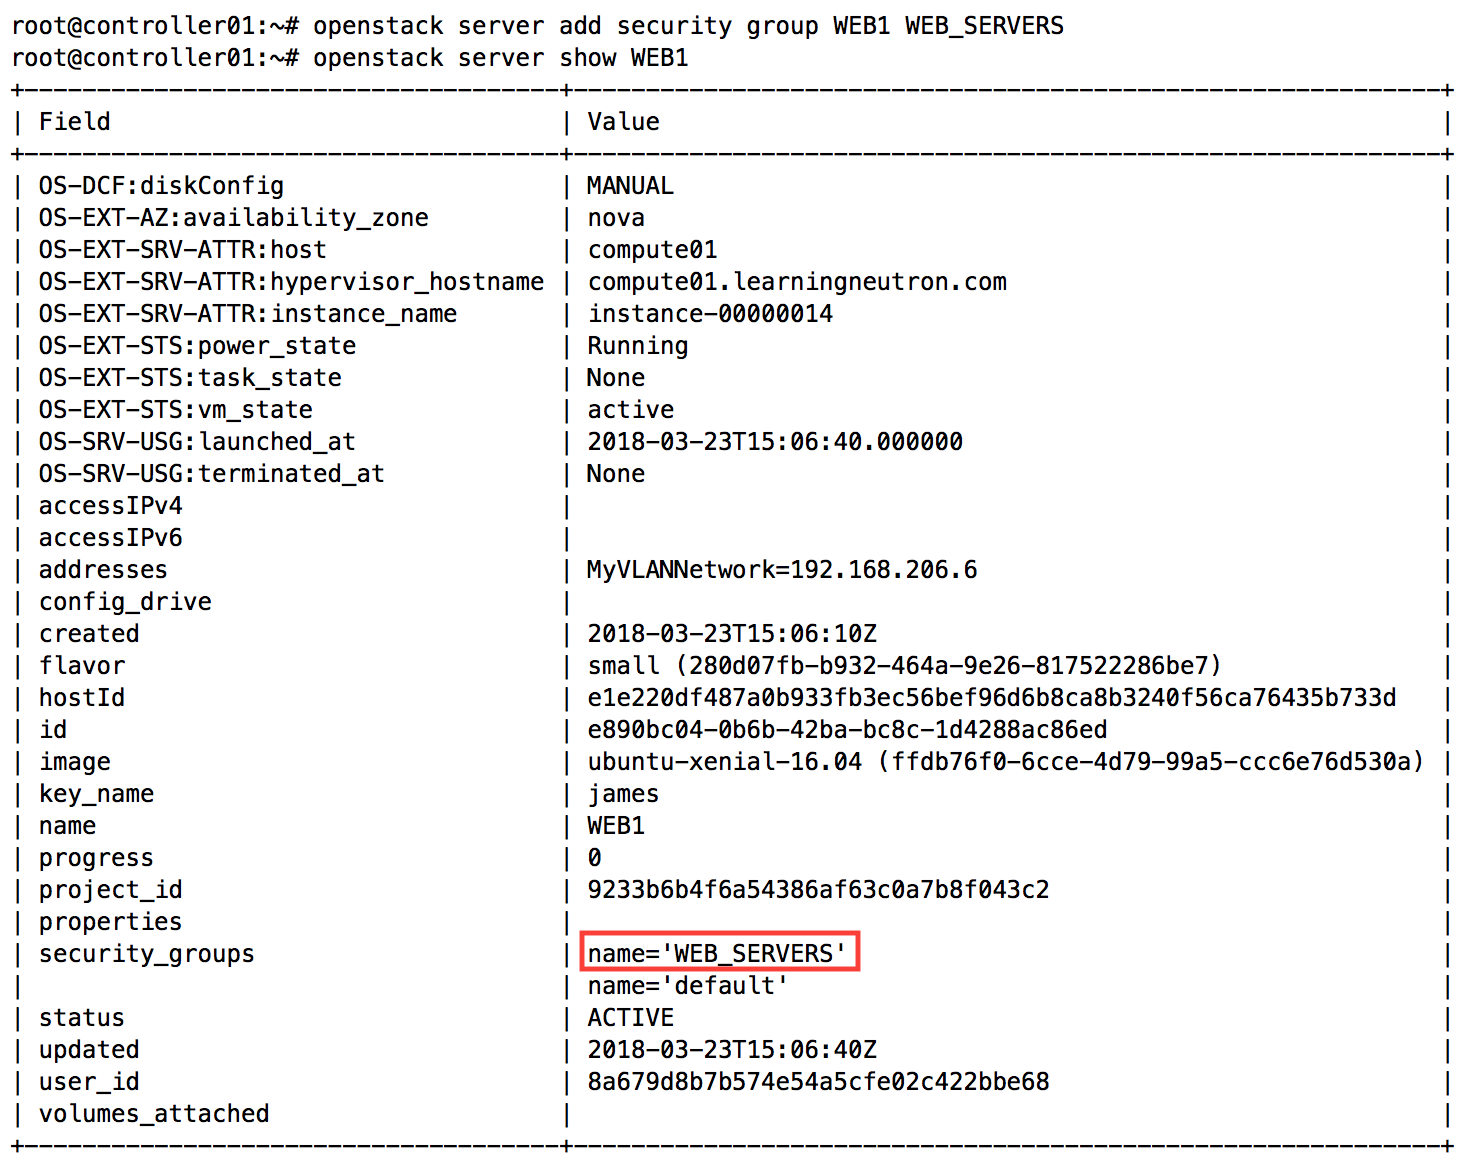 root@controller01:~# openstack server add security group WEB1 WEB_SERVERS
root@controller01:~# openstack server show WEB1
+-------------------------------------+------------------------------------------------------------+
| Field                               | Value                                                      |
+-------------------------------------+------------------------------------------------------------+
| OS-DCF:diskConfig                   | MANUAL                                                     |
| OS-EXT-AZ:availability_zone         | nova                                                       |
| OS-EXT-SRV-ATTR:host                | compute01                                                  |
| OS-EXT-SRV-ATTR:hypervisor_hostname | compute01.learningneutron.com                              |
| OS-EXT-SRV-ATTR:instance_name       | instance-00000014                                          |
| OS-EXT-STS:power_state              | Running                                                    |
| OS-EXT-STS:task_state               | None                                                       |
| OS-EXT-STS:vm_state                 | active                                                     |
| OS-SRV-USG:launched_at              | 2018-03-23T15:06:40.000000                                 |
| OS-SRV-USG:terminated_at            | None                                                       |
| accessIPv4                          |                                                            |
| accessIPv6                          |                                                            |
| addresses                           | MyVLANNetwork=192.168.206.6                                |
| config_drive                        |                                                            |
| created                             | 2018-03-23T15:06:10Z                                       |
| flavor                              | small (280d07fb-b932-464a-9e26-817522286be7)               |
| hostId                              | e1e220df487a0b933fb3ec56bef96d6b8ca8b3240f56ca76435b733d   |
| id                                  | e890bc04-0b6b-42ba-bc8c-1d4288ac86ed                       |
| image                               | ubuntu-xenial-16.04 (ffdb76f0-6cce-4d79-99a5-ccc6e76d530a) |
| key_name                            | james                                                      |
| name                                | WEB1                                                       |
| progress                            | 0                                                          |
| project_id                          | 9233b6b4f6a54386af63c0a7b8f043c2                           |
| properties                          |                                                            |
| security_groups                     | name='WEB_SERVERS'                                         |
|                                     | name='default'                                             |
| status                              | ACTIVE                                                     |
| updated                             | 2018-03-23T15:06:40Z                                       |
| user_id                             | 8a679d8b7b574e54a5cfe02c422bbe68                           |
| volumes_attached                    |                                                            |
+-------------------------------------+------------------------------------------------------------+